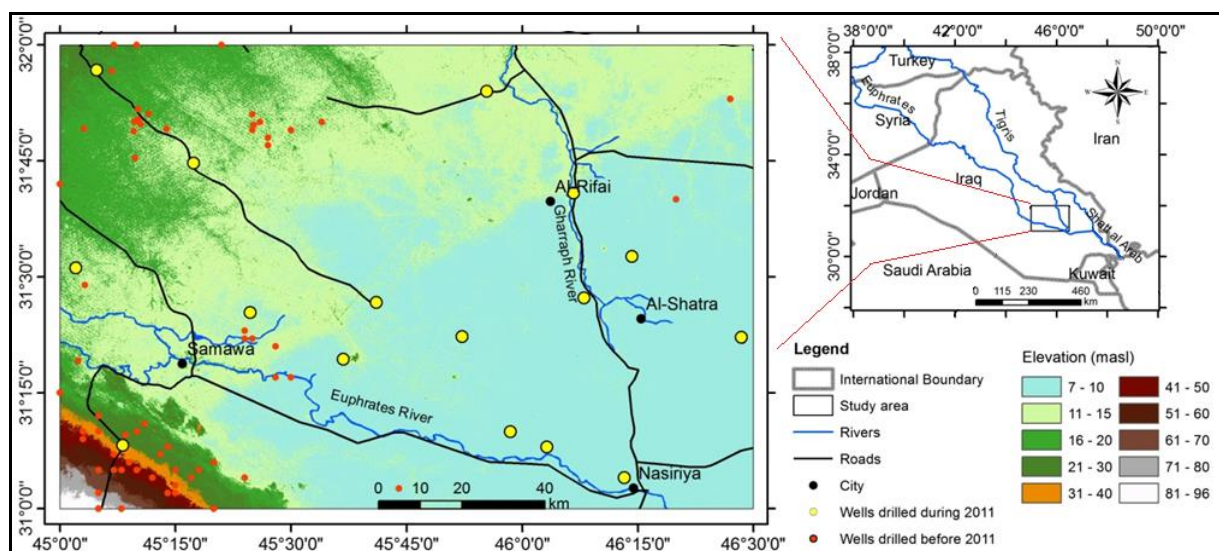 32°0'0"
31°45'0"
31°30'0"
31°15'0"
31°0'0"
45°0'0"
45°15'0"
45°30'0"
45°45'0"
46°0'0"
46°15'0"
46°30'0"
Al-Rifai
Gharraph River
Al-Shatra
Samawa
Euphrates River
Nasiriya
0 20 40
km
38°0'0"
42°0'0"
46°0'0"
50°0'0"
38°0'0"
34°0'0"
30°0'0"
Turkey
Euphrates
Syria
Tigris
Iran
N
W E
S
Iraq
Jordan
Shatt al Arab
Saudi Arabia
Kuwait
0 115 230 460
km
Legend
International Boundary
Study area
Rivers
Roads
City
Wells drilled during 2011
Wells drilled before 2011
Elevation (masl)
7 - 10
11 - 15
16 - 20
21 - 30
31 - 40
41 - 50
51 - 60
61 - 70
71 - 80
81 - 96